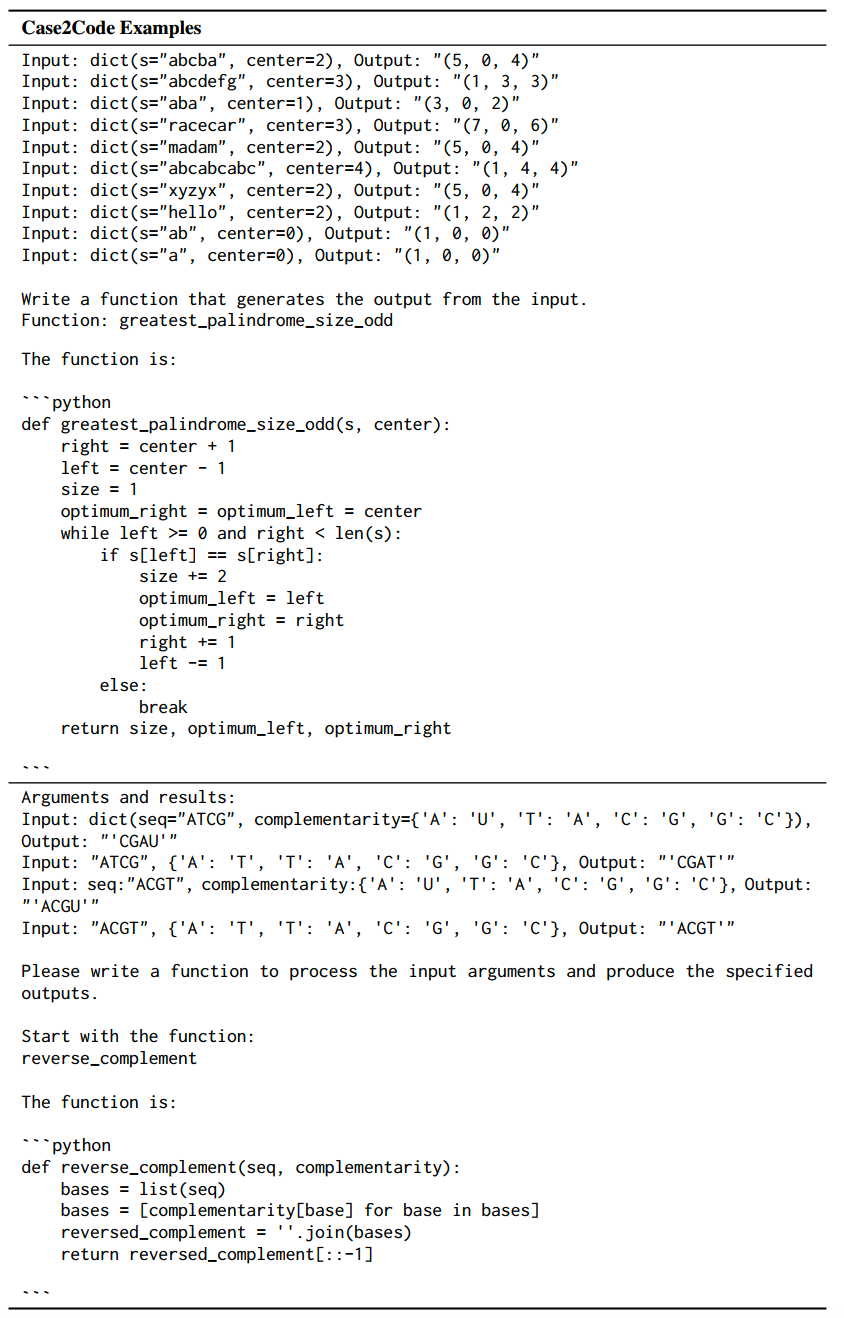 Case2Code Examples
Input: dict(s="abcba", center=2), Output: "(5, 0, 4)"
Input: dict(s="abcdefg", center=3), Output: "(1, 3, 3)"
Input: dict(s="aba", center=1), Output: "(3, 0, 2)"
Input: dict(s="racecar", center=3), Output: "(7, 0, 6)"
Input: dict(s="madam", center=2), Output: "(5, 0, 4)"
Input: dict(s="abcabcabc", center=4), Output: "(1, 4, 4)"
Input: dict(s="xyzyx", center=2), Output: "(5, 0, 4)"
Input: dict(s="hello", center=2), Output: "(1, 2, 2)"
Input: dict(s="ab", center=0), Output: "(1, 0, 0)"
Input: dict(s="a", center=0), Output: "(1, 0, 0)"

Write a function that generates the output from the input.
Function: greatest_palindrome_size_odd

The function is:

```python
def greatest_palindrome_size_odd(s, center):
    right = center + 1
    left = center - 1
    size = 1
    optimum_right = optimum_left = center
    while left >= 0 and right < len(s):
        if s[left] == s[right]:
            size += 2
            optimum_left = left
            optimum_right = right
            right += 1
            left -= 1
        else:
            break
    return size, optimum_left, optimum_right

```
Arguments and results:
Input: dict(seq="ATCG", complementarity={'A': 'U', 'T': 'A', 'C': 'G', 'G': 'C'}),
Output: "'CGAU'"
Input: "ATCG", {'A': 'T', 'T': 'A', 'C': 'G', 'G': 'C'}, Output: "'CGAT'"
Input: seq:"ACGT", complementarity:{'A': 'U', 'T': 'A', 'C': 'G', 'G': 'C'}, Output:
"'ACGU'"
Input: "ACGT", {'A': 'T', 'T': 'A', 'C': 'G', 'G': 'C'}, Output: "'ACGT'"

Please write a function to process the input arguments and produce the specified
outputs.

Start with the function:
reverse_complement

The function is:

```python
def reverse_complement(seq, complementarity):
    bases = list(seq)
    bases = [complementarity[base] for base in bases]
    reversed_complement = ''.join(bases)
    return reversed_complement[::-1]

```